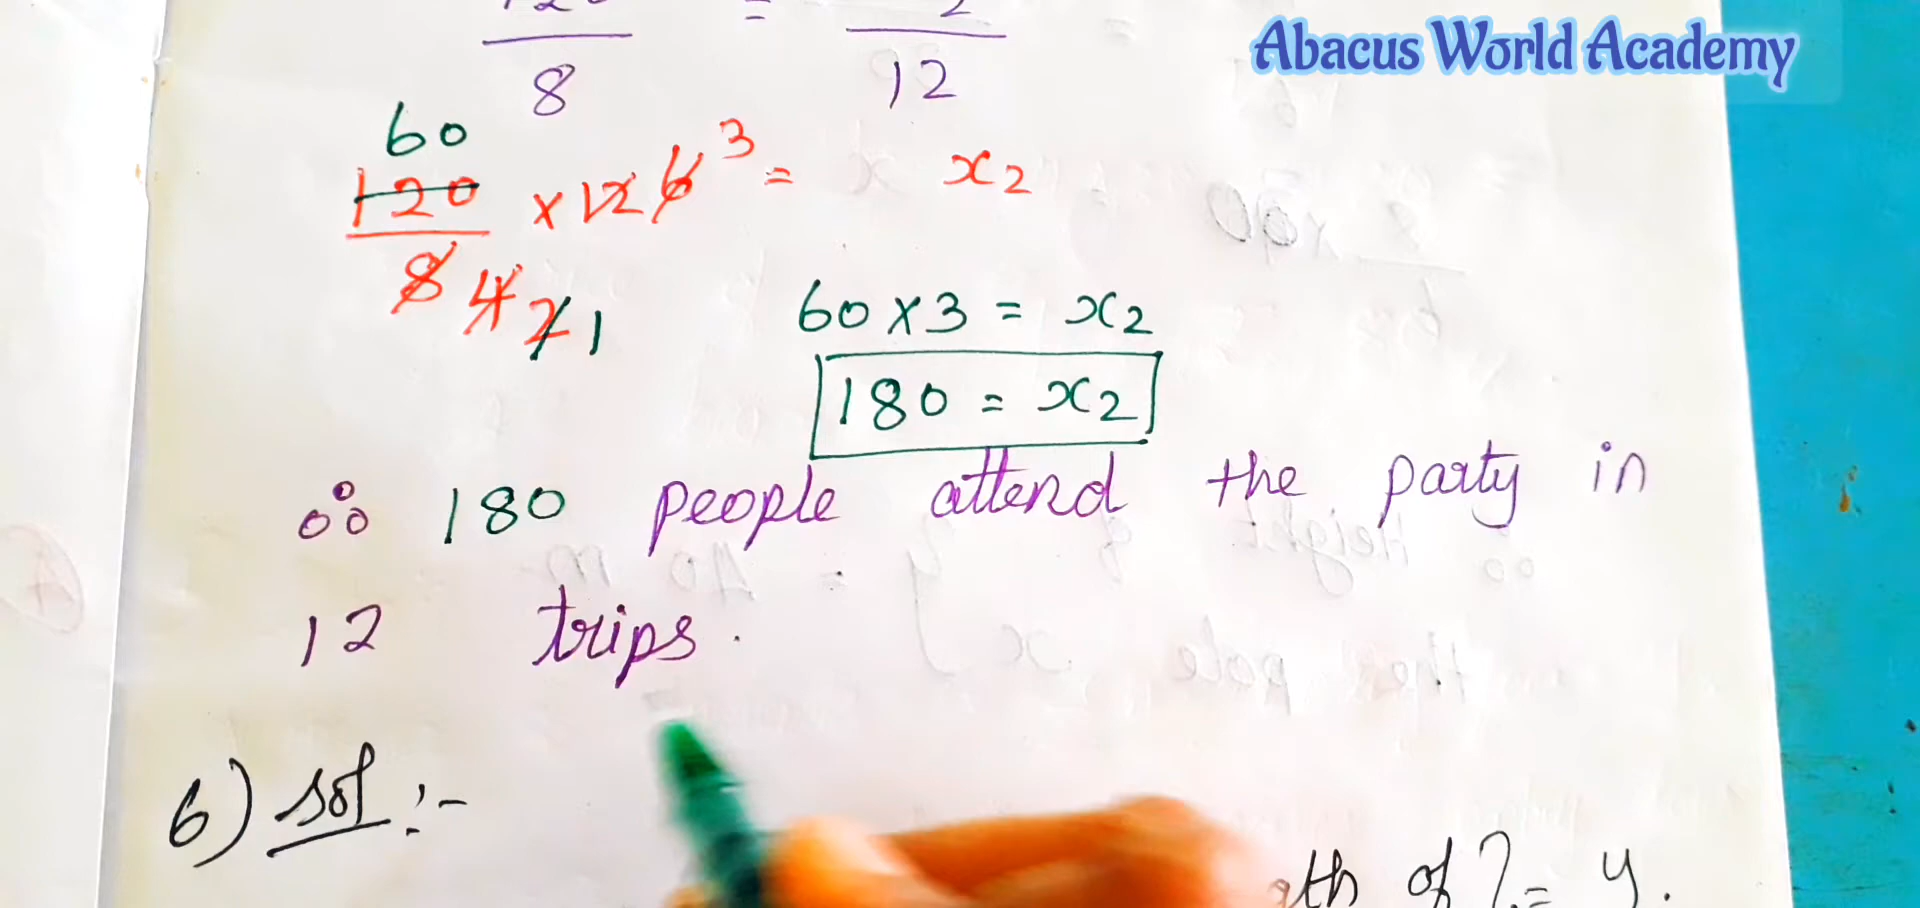 Abacus World Academy
=
8 12
60
120 × 12 6 3 = x2
8 4 2 1
60 × 3 = x2
180 = x2
∴ 180 people attend the party in
12 trips.
6) sol :-
of = y.